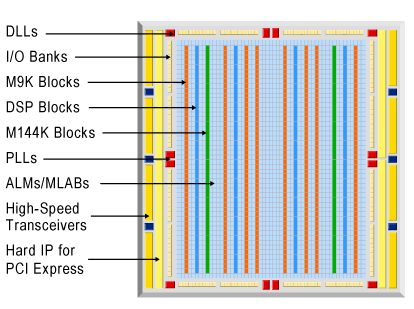 DLLs
I/O Banks
M9K Blocks
DSP Blocks
M144K Blocks
PLLs
ALMs/MLABs
High-Speed
Transceivers
Hard IP for
PCI Express